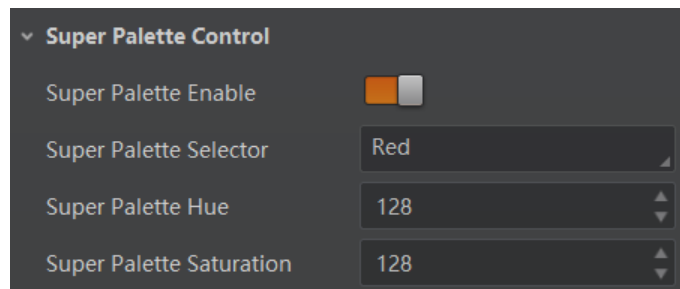 Super Palette Control
Super Palette Enable
Super Palette Selector Red
Super Palette Hue 128
Super Palette Saturation 128